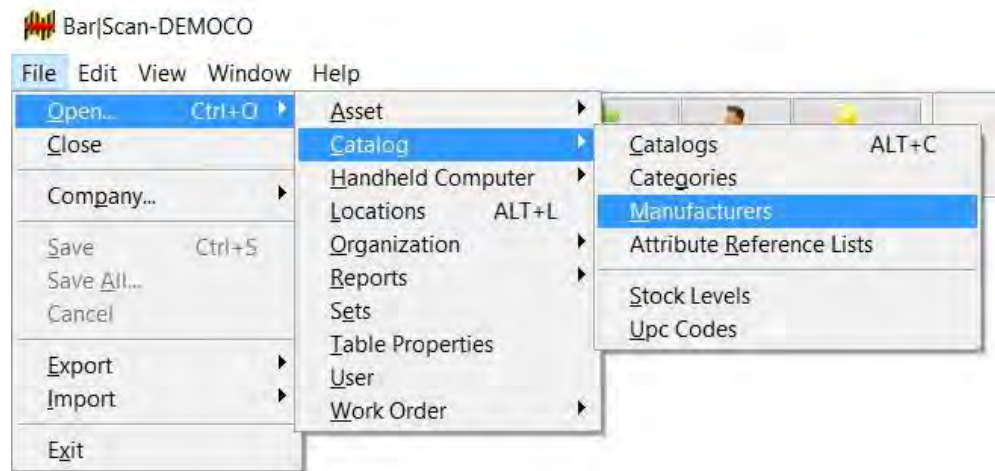 Bar|Scan-DEMOCO
File Edit View Window Help
Open... Ctrl+O
Close
Company...
Save Ctrl+S
Save All...
Cancel
Export
Import
Exit
Asset
Catalog
Handheld Computer
Locations ALT+L
Organization
Reports
Sets
Table Properties
User
Work Order
Catalogs ALT+C
Categories
Manufacturers
Attribute Reference Lists
Stock Levels
Upc Codes